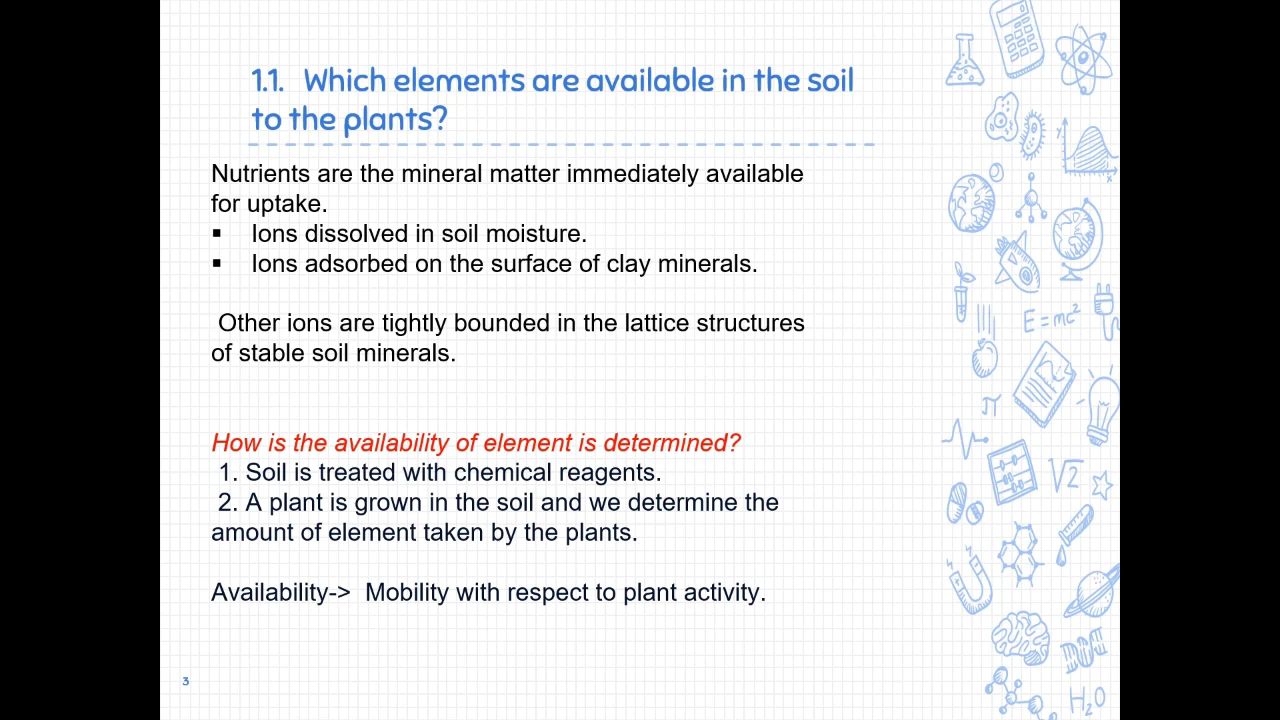 1.1. Which elements are available in the soil
to the plants?
Nutrients are the mineral matter immediately available
for uptake.
▪ Ions dissolved in soil moisture.
▪ Ions adsorbed on the surface of clay minerals.
Other ions are tightly bounded in the lattice structures
of stable soil minerals.
How is the availability of element is determined?
1. Soil is treated with chemical reagents.
2. A plant is grown in the soil and we determine the
amount of element taken by the plants.
Availability-> Mobility with respect to plant activity.
3
y
x
E=mc²
π
√2
H₂O